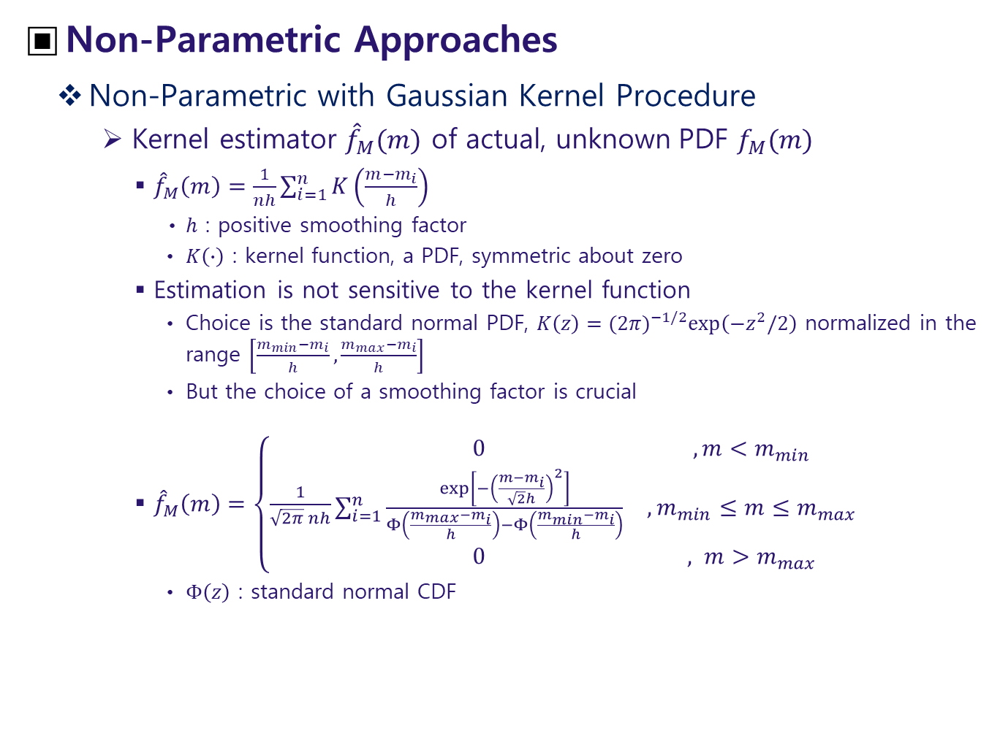 ▣ Non-Parametric Approaches
❖ Non-Parametric with Gaussian Kernel Procedure
➢ Kernel estimator $\hat{f}_M(m)$ of actual, unknown PDF $f_M(m)$
▪ $\hat{f}_M(m) = \frac{1}{nh}\sum_{i=1}^{n} K\left(\frac{m-m_i}{h}\right)$
• $h$ : positive smoothing factor
• $K(\cdot)$ : kernel function, a PDF, symmetric about zero
▪ Estimation is not sensitive to the kernel function
• Choice is the standard normal PDF, $K(z) = (2\pi)^{-1/2}\exp(-z^2/2)$ normalized in the
range $\left[\frac{m_{min}-m_i}{h}, \frac{m_{max}-m_i}{h}\right]$
• But the choice of a smoothing factor is crucial
▪ $\hat{f}_M(m) = \begin{cases} 0 & , m < m_{min} \\ \frac{1}{\sqrt{2\pi}\,nh}\sum_{i=1}^{n} \frac{\exp\left[-\left(\frac{m-m_i}{\sqrt{2}h}\right)^2\right]}{\Phi\left(\frac{m_{max}-m_i}{h}\right)-\Phi\left(\frac{m_{min}-m_i}{h}\right)} & , m_{min} \le m \le m_{max} \\ 0 & , m > m_{max} \end{cases}$
• $\Phi(z)$ : standard normal CDF